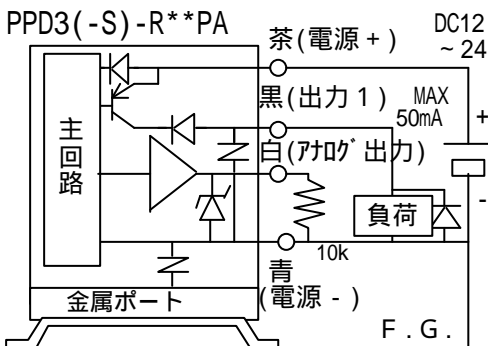 PPD3(-S)-R**PA
茶(電源+)
DC12
~24
黒(出力1)
MAX
50mA
+
主回路
白(アナログ出力)
-
負荷
10k
青
(電源-)
金属ポート
F.G.